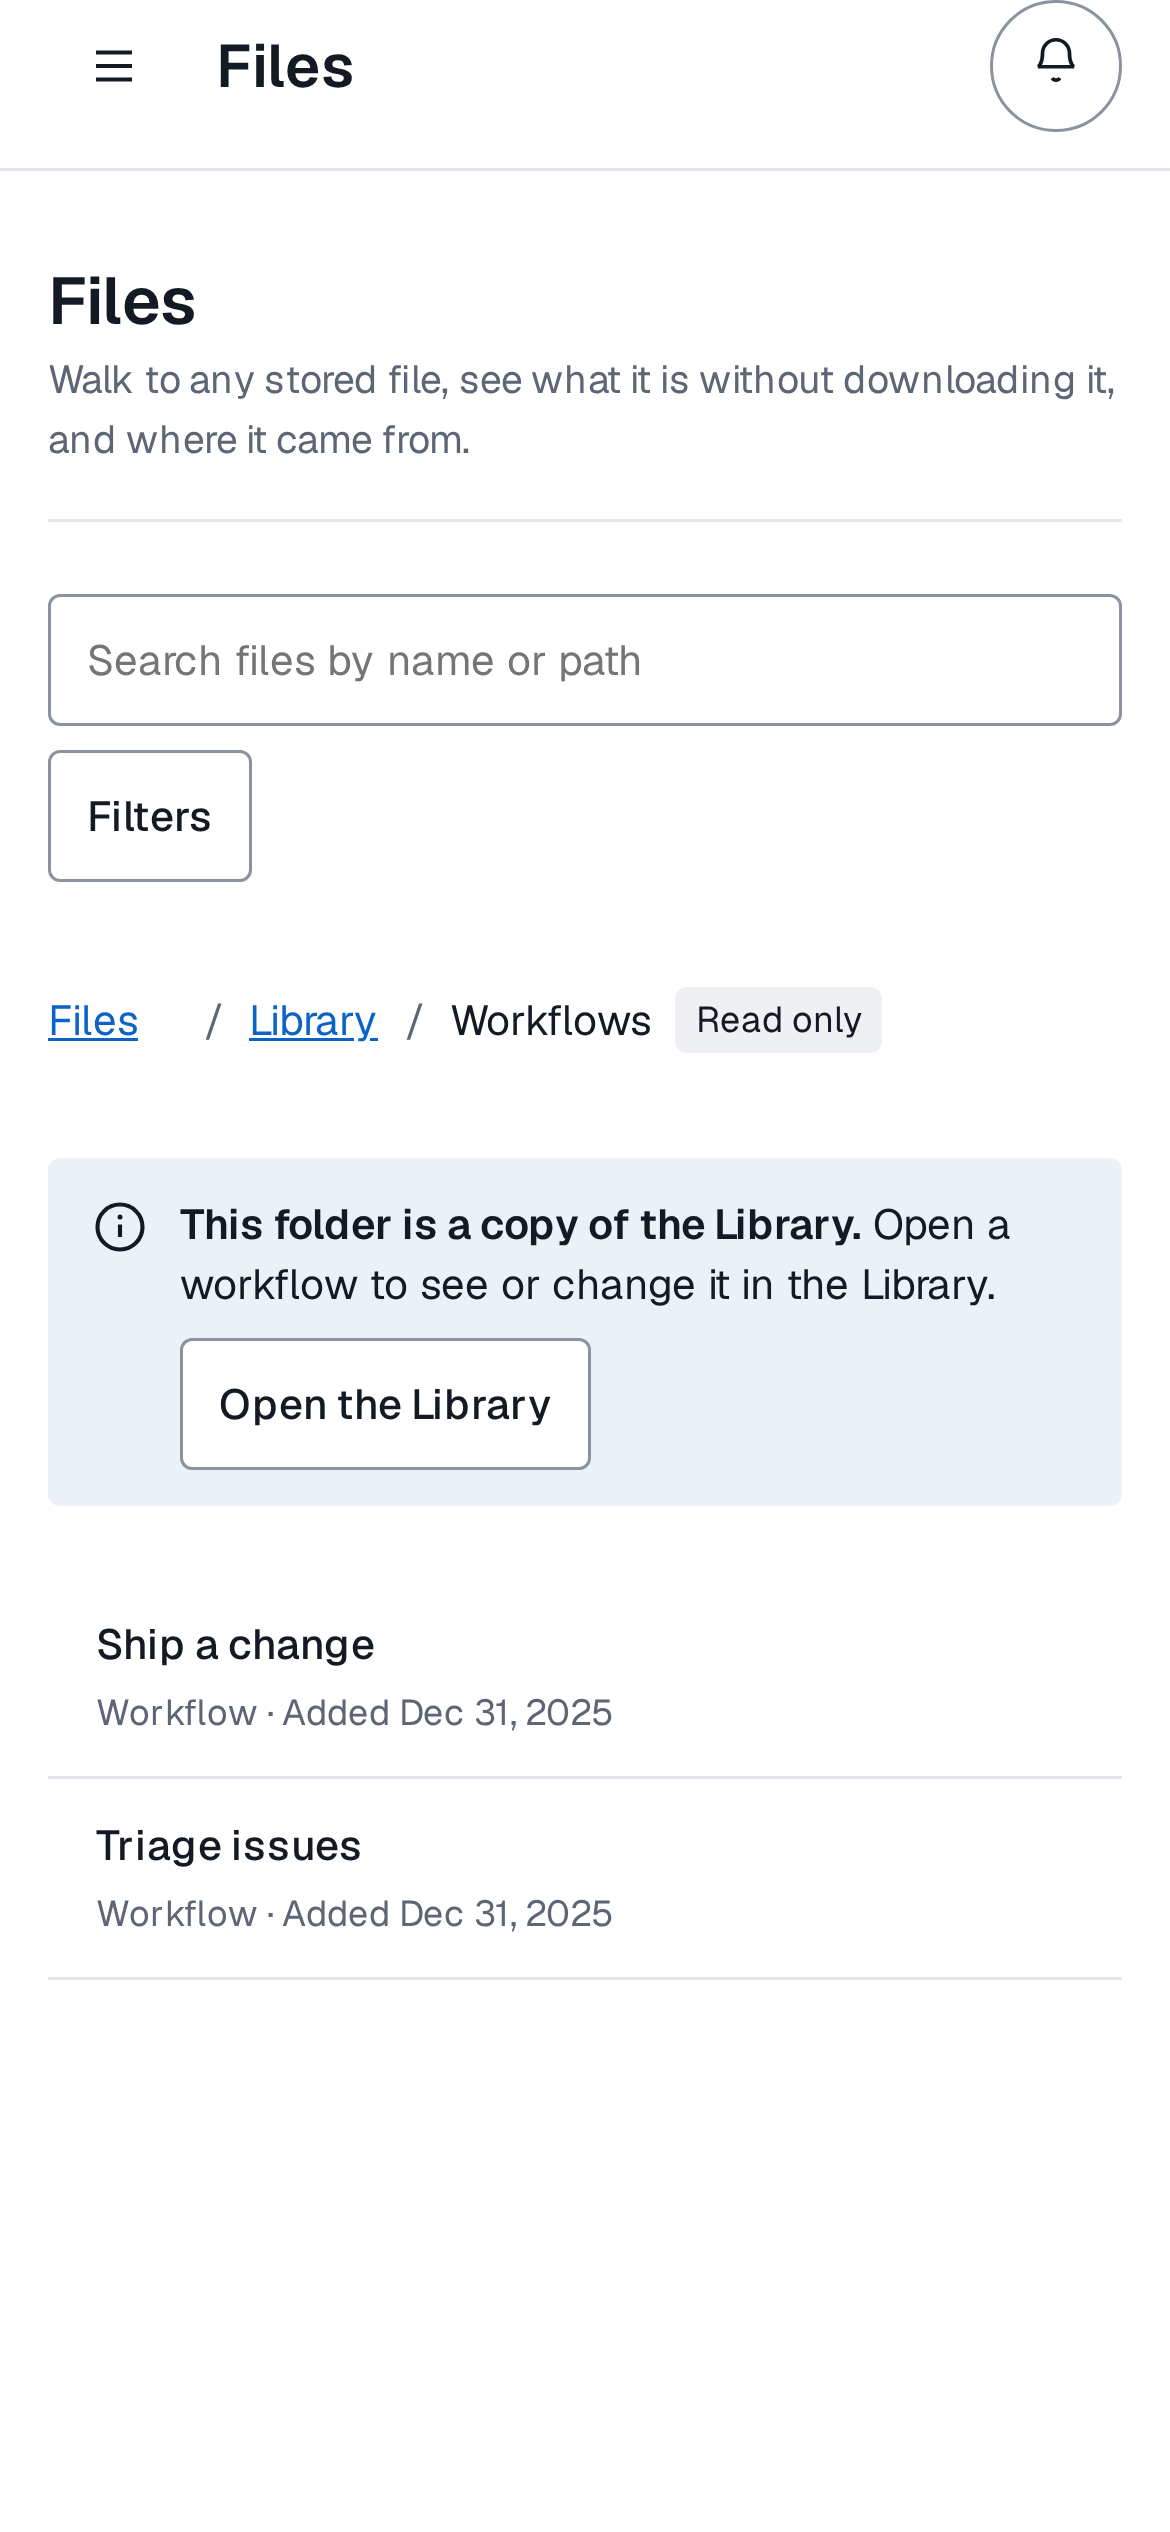 Files
Files
Walk to any stored file, see what it is without downloading it,
and where it came from.
Search files by name or path
Filters
Files / Library / Workflows Read only
This folder is a copy of the Library. Open a
workflow to see or change it in the Library.
Open the Library
Ship a change
Workflow · Added Dec 31, 2025
Triage issues
Workflow · Added Dec 31, 2025